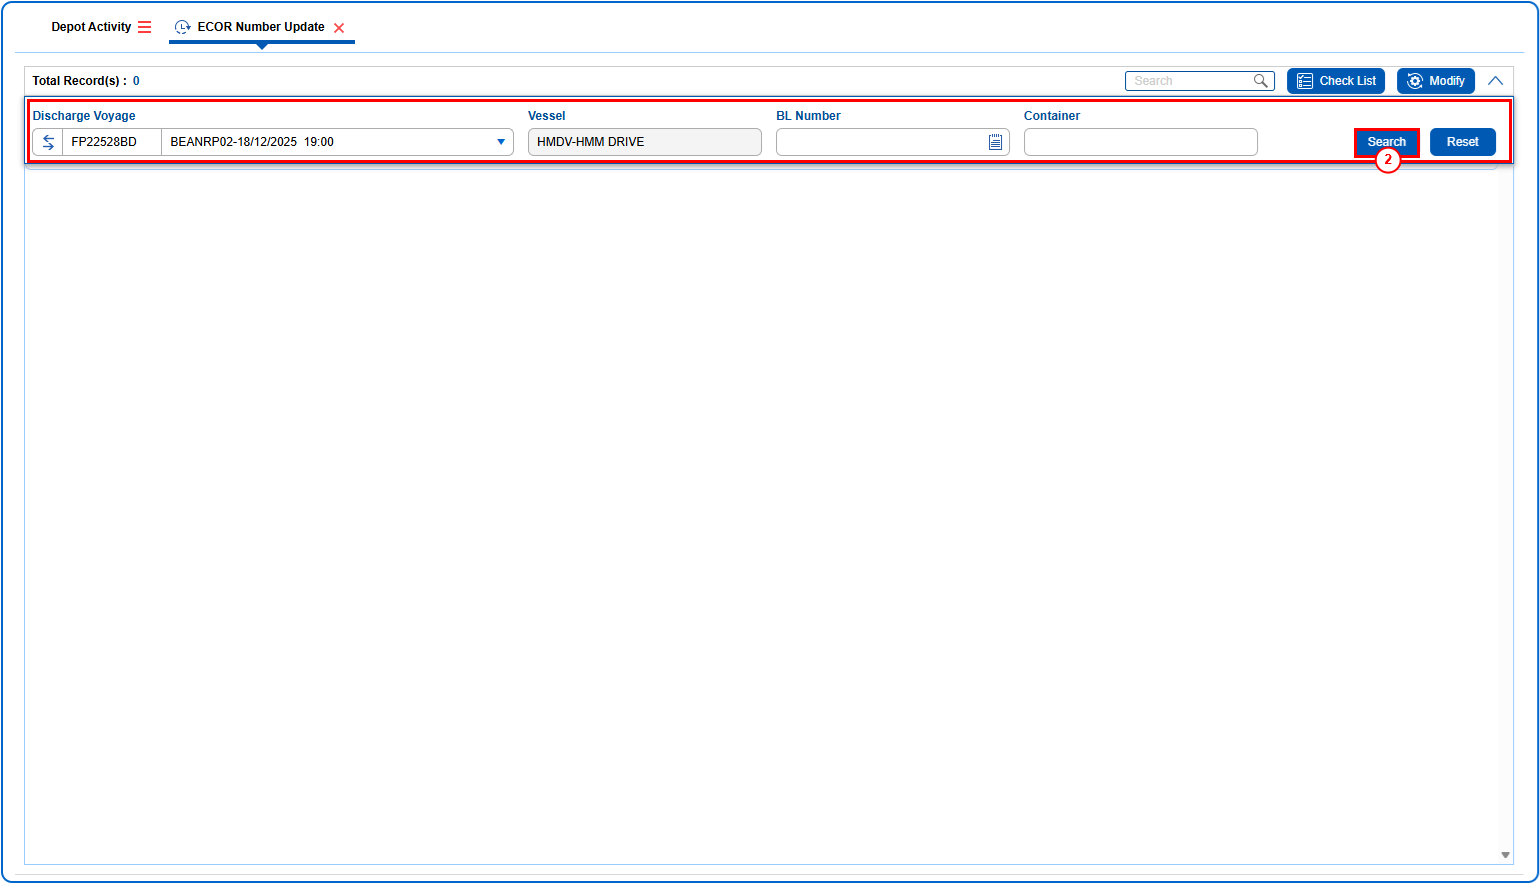 Depot Activity
ECOR Number Update
Total Record(s) : 0
Search
Check List
Modify
Discharge Voyage
Vessel
BL Number
Container
FP22528BD
BEANRP02-18/12/2025 19:00
HMDV-HMM DRIVE
Search
Reset
2